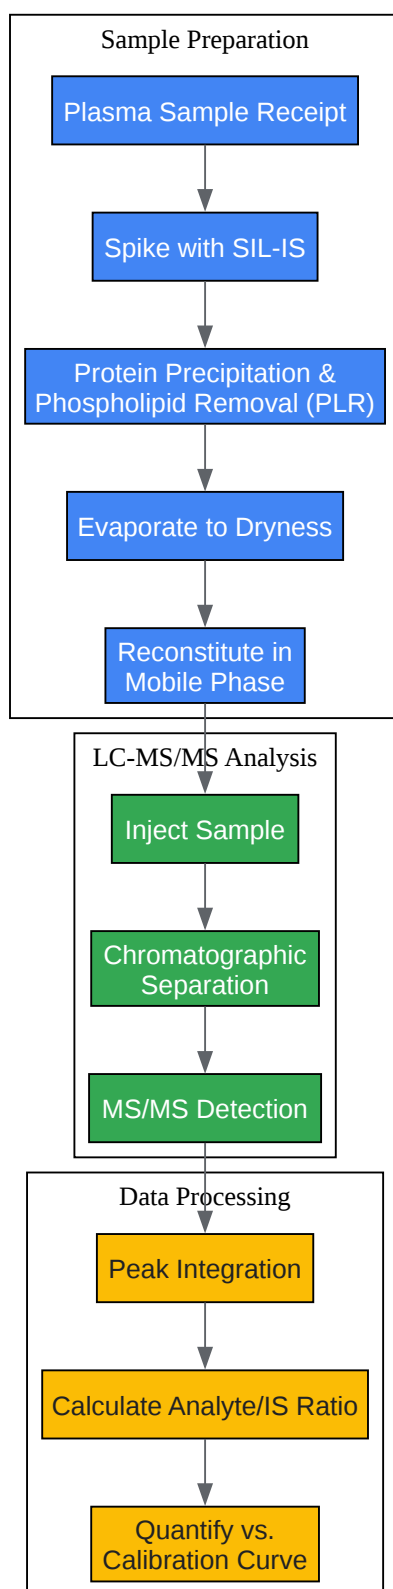 Sample Preparation
Plasma Sample Receipt
Spike with SIL-IS
Protein Precipitation &
Phospholipid Removal (PLR)
Evaporate to Dryness
Reconstitute in
Mobile Phase
LC-MS/MS Analysis
Inject Sample
Chromatographic
Separation
MS/MS Detection
Data Processing
Peak Integration
Calculate Analyte/IS Ratio
Quantify vs.
Calibration Curve